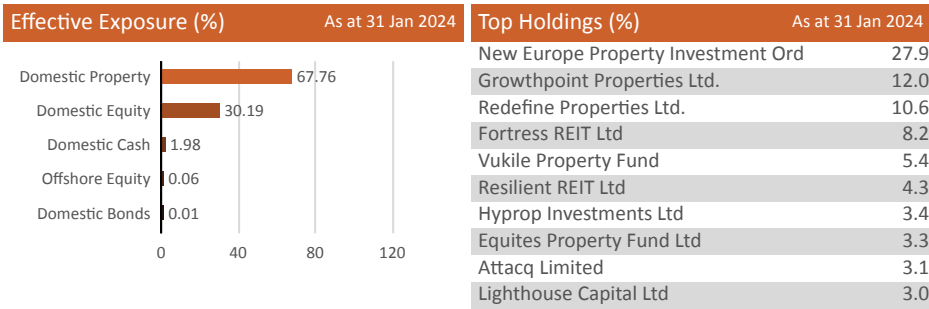 Effective Exposure (%) As at 31 Jan 2024
Domestic Property 67.76
Domestic Equity 30.19
Domestic Cash 1.98
Offshore Equity 0.06
Domestic Bonds 0.01
0 40 80 120
Top Holdings (%) As at 31 Jan 2024
New Europe Property Investment Ord 27.9
Growthpoint Properties Ltd. 12.0
Redefine Properties Ltd. 10.6
Fortress REIT Ltd 8.2
Vukile Property Fund 5.4
Resilient REIT Ltd 4.3
Hyprop Investments Ltd 3.4
Equites Property Fund Ltd 3.3
Attacq Limited 3.1
Lighthouse Capital Ltd 3.0